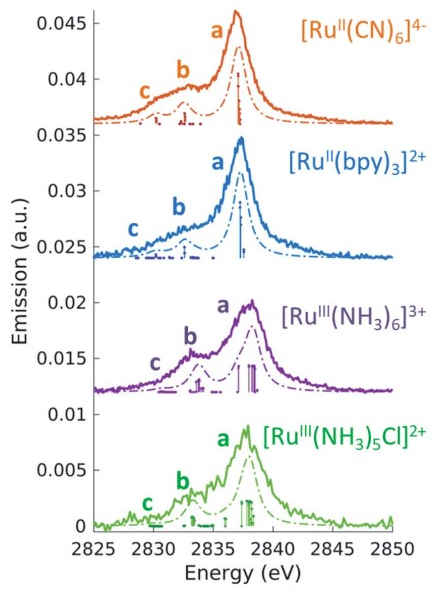 0.045
a
[Ru^II(CN)6]^4-
0.04
b
c
0.035
a
[Ru^II(bpy)3]^2+
0.03
b
c
0.025
0.02
a
[Ru^III(NH3)6]^3+
b
0.015
c
0.01
a
[Ru^III(NH3)5Cl]^2+
0.005
b
c
0
2825 2830 2835 2840 2845 2850
Energy (eV)
Emission (a.u.)